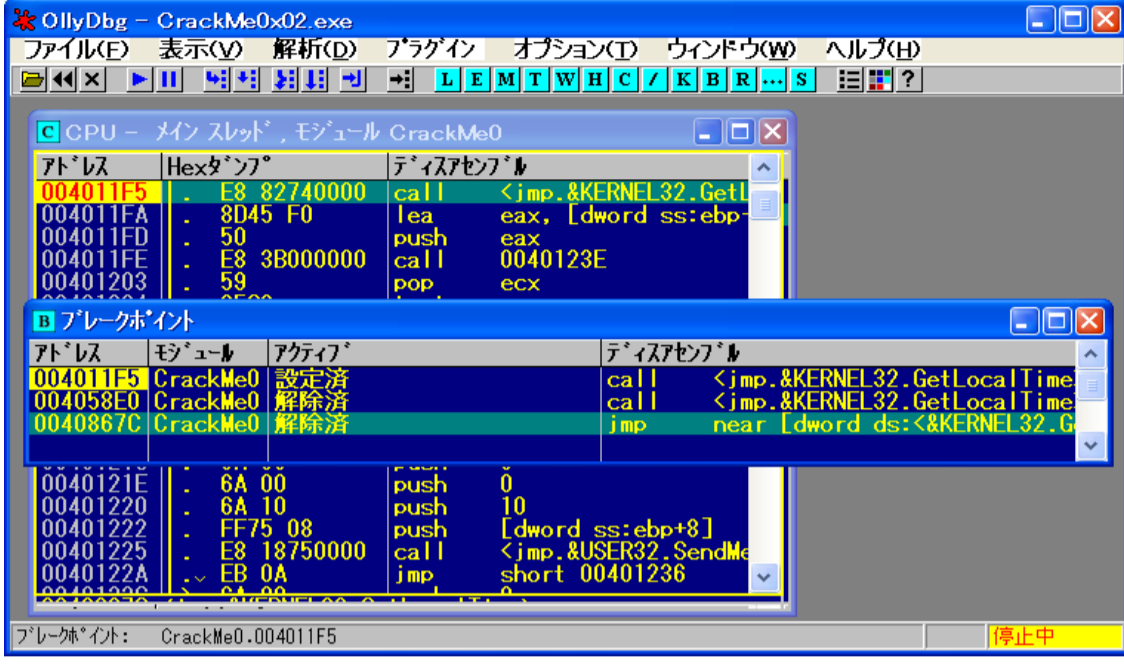 OllyDbg - CrackMe0x02.exe
ファイル(F) 表示(V) 解析(D) プラグイン オプション(T) ウィンドウ(W) ヘルプ(H)
L E M T W H C / K B R ... S ?
C CPU - メイン スレッド, モジュール CrackMe0
アドレス Hexダンプ ディスアセンブル
004011F5 . E8 82740000 call <jmp.&KERNEL32.GetL
004011FA . 8D45 F0 lea eax, [dword ss:ebp-
004011FD . 50 push eax
004011FE . E8 3B000000 call 0040123E
00401203 . 59 pop ecx
B ブレークポイント
アドレス モジュール アクティブ ディスアセンブル
004011F5 CrackMe0 設定済 call <jmp.&KERNEL32.GetLocalTime>
004058E0 CrackMe0 解除済 call <jmp.&KERNEL32.GetLocalTime>
0040867C CrackMe0 解除済 jmp near [dword ds:<&KERNEL32.G
0040121E . 6A 00 push 0
00401220 . 6A 10 push 10
00401222 . FF75 08 push [dword ss:ebp+8]
00401225 . E8 18750000 call <jmp.&USER32.SendMe
0040122A . EB 0A jmp short 00401236
ブレークポイント: CrackMe0.004011F5
停止中